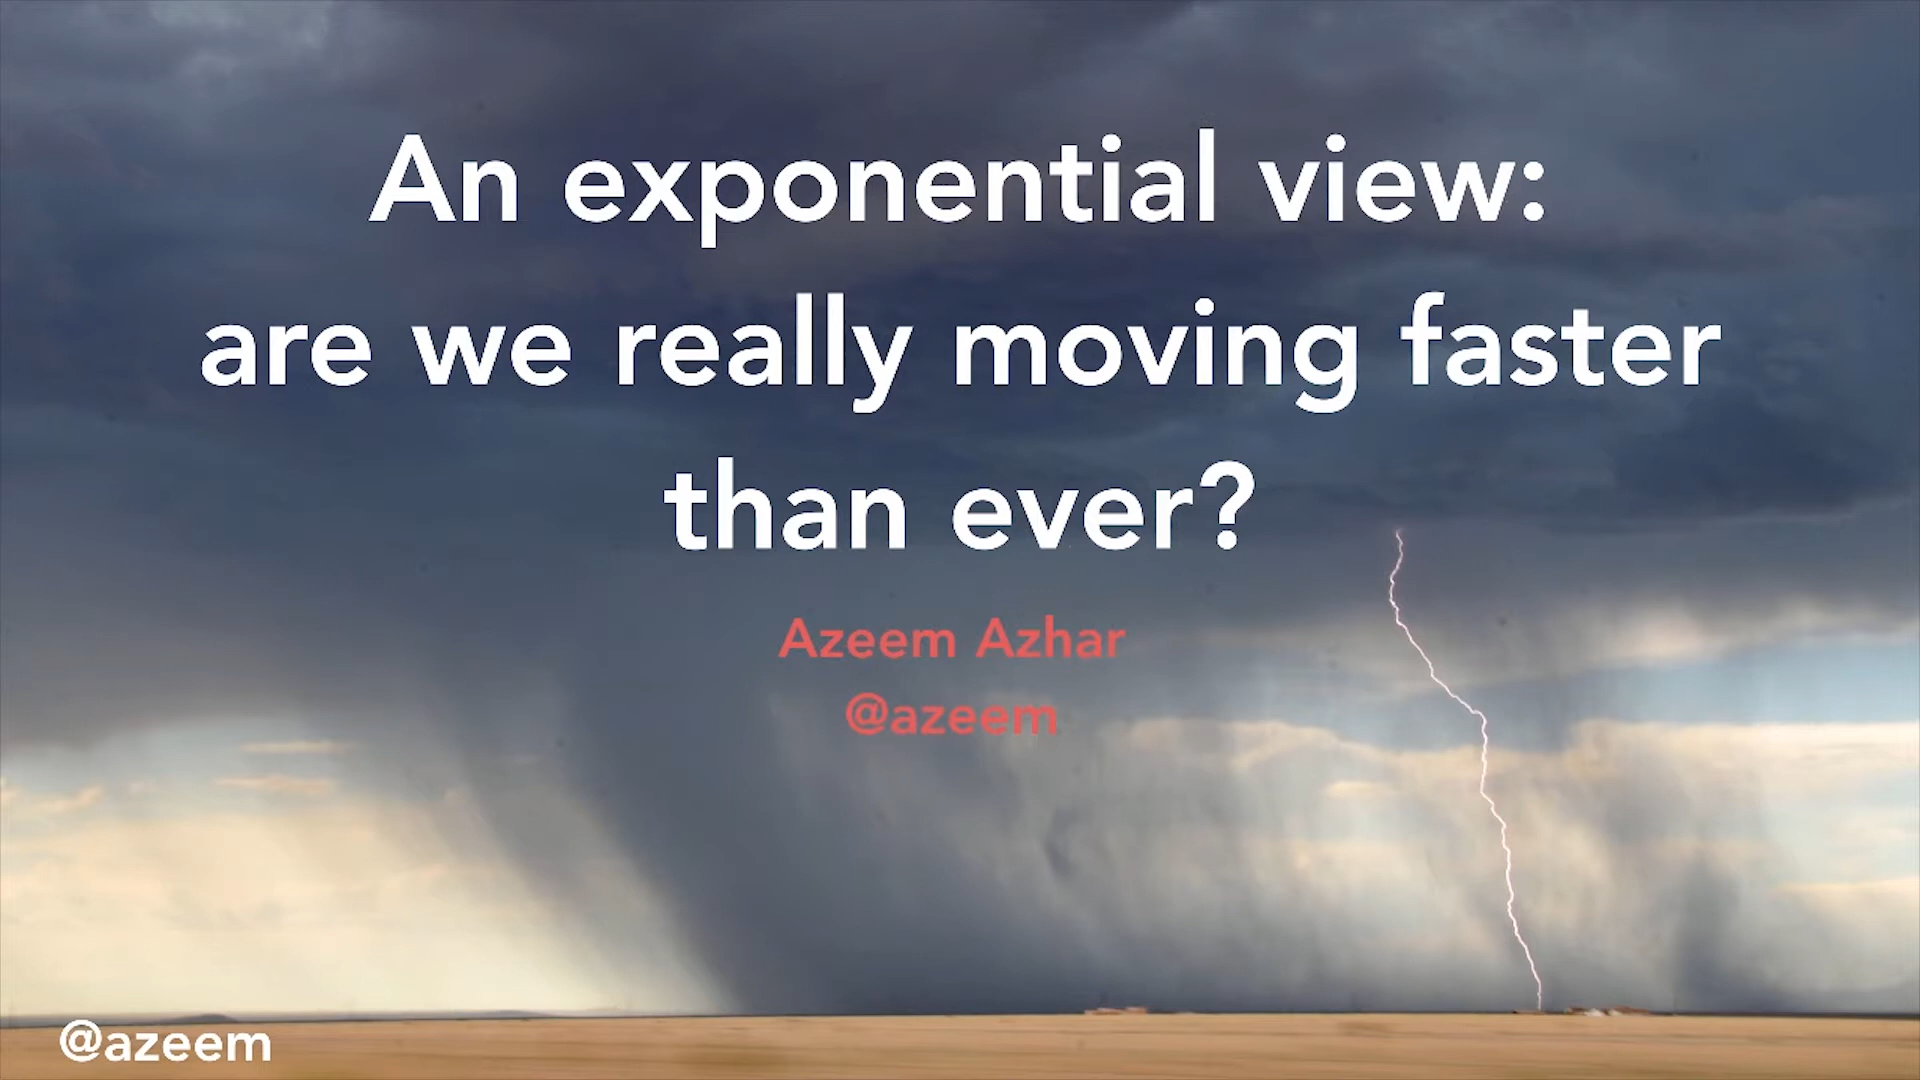 An exponential view:
are we really moving faster
than ever?
Azeem Azhar
@azeem
@azeem